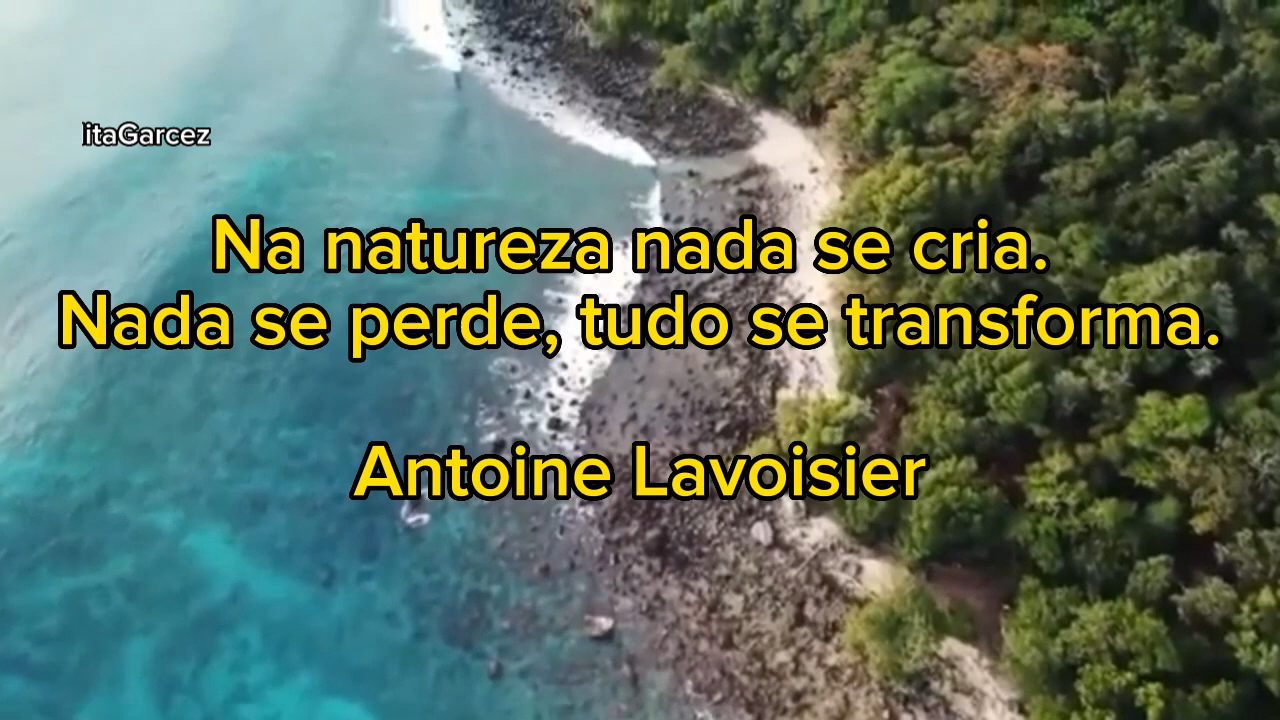 itaGarcez
Na natureza nada se cria.
Nada se perde, tudo se transforma.
Antoine Lavoisier